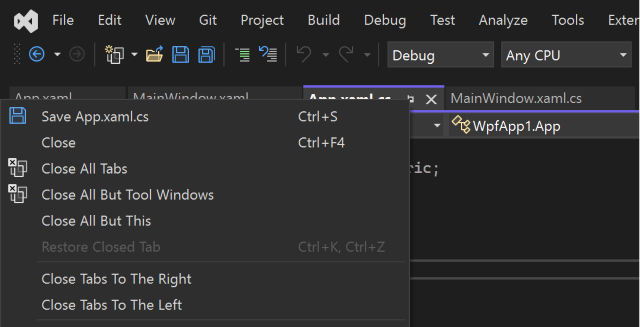 File Edit View Git Project Build Debug Test Analyze Tools Exten
Debug Any CPU
App.xaml MainWindow.xaml App.xaml.cs MainWindow.xaml.cs
WpfApp1.App
Save App.xaml.cs Ctrl+S
Close Ctrl+F4
Close All Tabs
ric;
Close All But Tool Windows
Close All But This
Restore Closed Tab Ctrl+K, Ctrl+Z
Close Tabs To The Right
Close Tabs To The Left